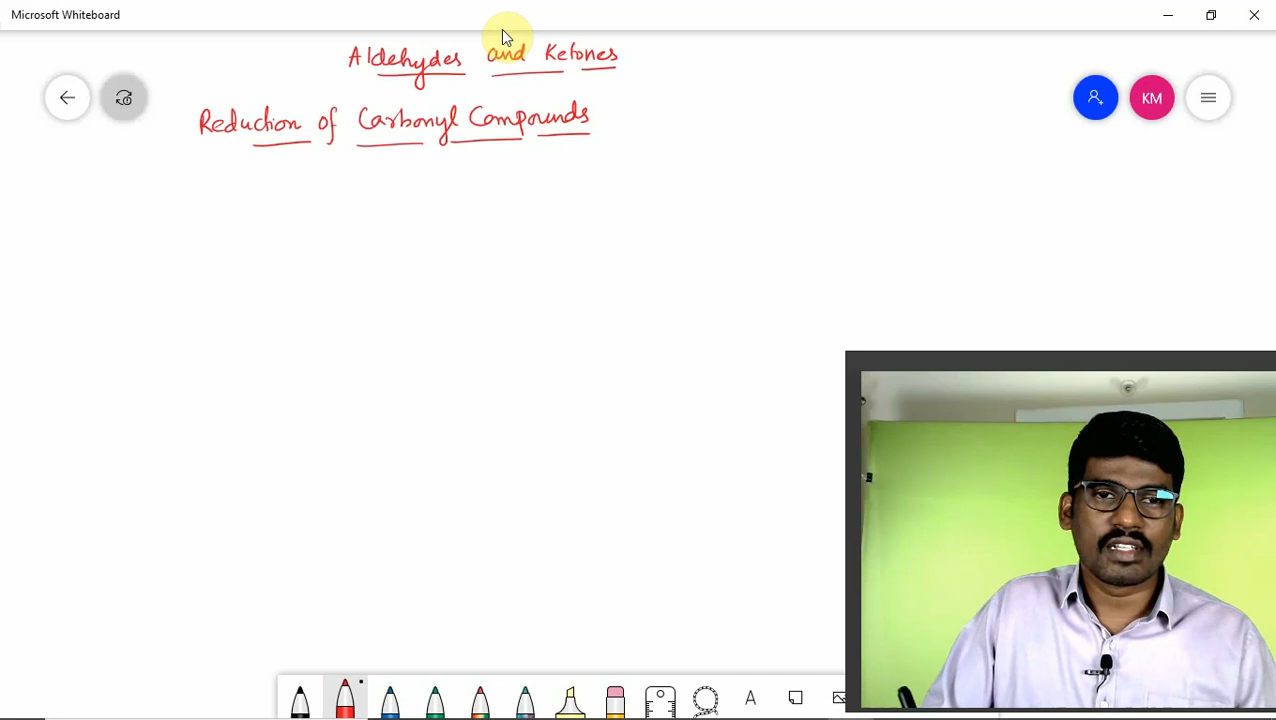 Microsoft Whiteboard
Aldehydes and Ketones
KM
Reduction of Carbonyl Compounds
A